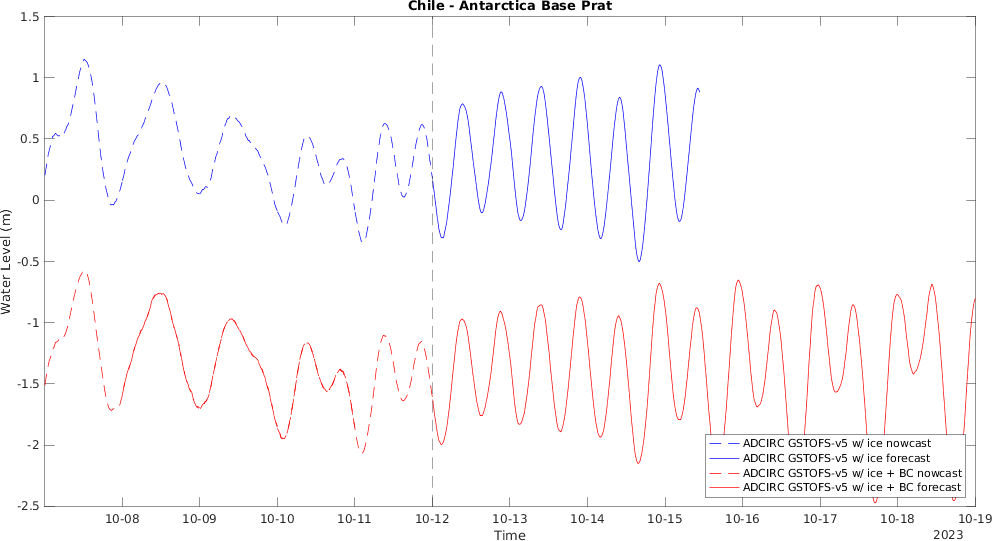 Chile - Antarctica Base Prat
1.5
1
0.5
0
-0.5
-1
-1.5
-2
-2.5
Water Level (m)
ADCIRC GSTOFS-v5 w/ ice nowcast
ADCIRC GSTOFS-v5 w/ ice forecast
ADCIRC GSTOFS-v5 w/ ice + BC nowcast
ADCIRC GSTOFS-v5 w/ ice + BC forecast
10-08 10-09 10-10 10-11 10-12 10-13 10-14 10-15 10-16 10-17 10-18 10-19
Time
2023